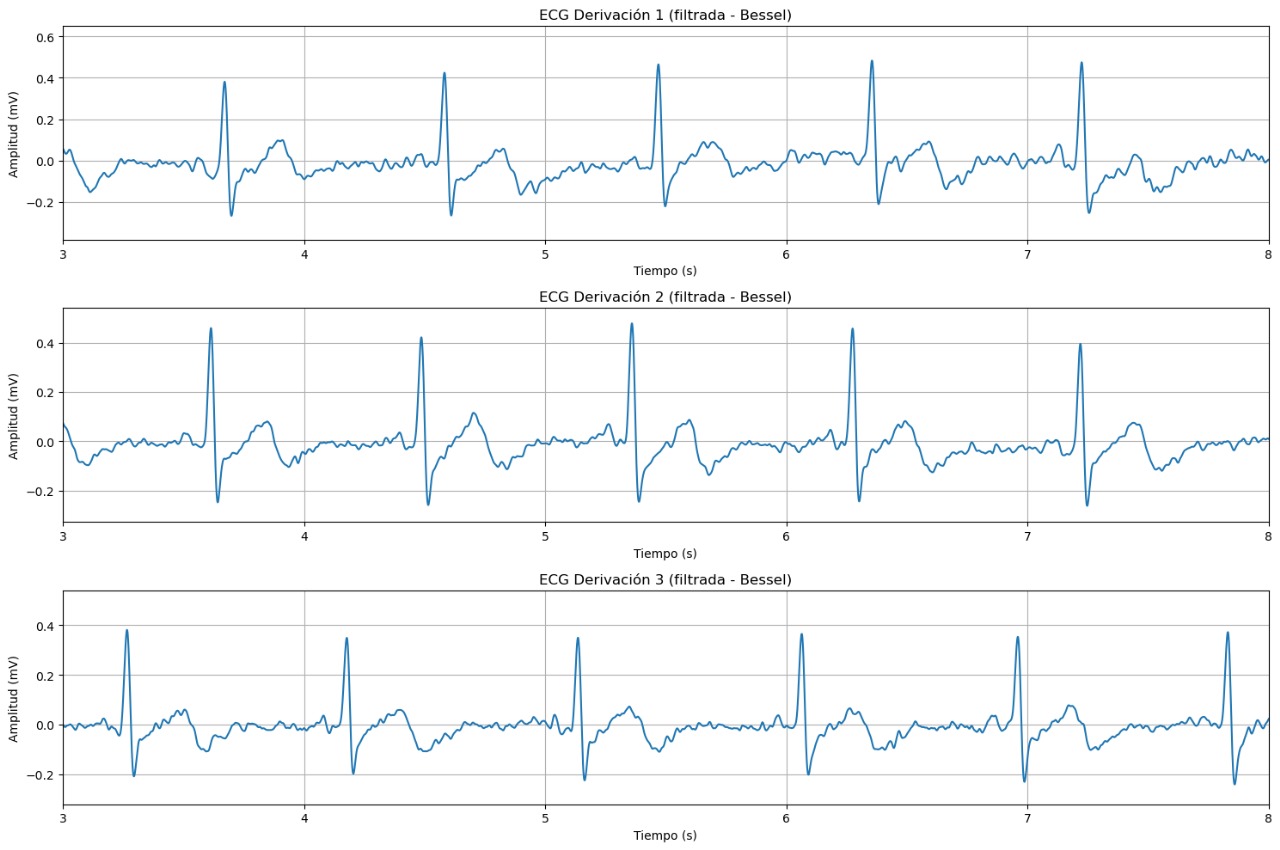 ECG Derivación 1 (filtrada - Bessel)
Amplitud (mV)
0.6
0.4
0.2
0.0
−0.2
3 4 5 6 7 8
Tiempo (s)
ECG Derivación 2 (filtrada - Bessel)
Amplitud (mV)
0.4
0.2
0.0
−0.2
3 4 5 6 7 8
Tiempo (s)
ECG Derivación 3 (filtrada - Bessel)
Amplitud (mV)
0.4
0.2
0.0
−0.2
3 4 5 6 7 8
Tiempo (s)